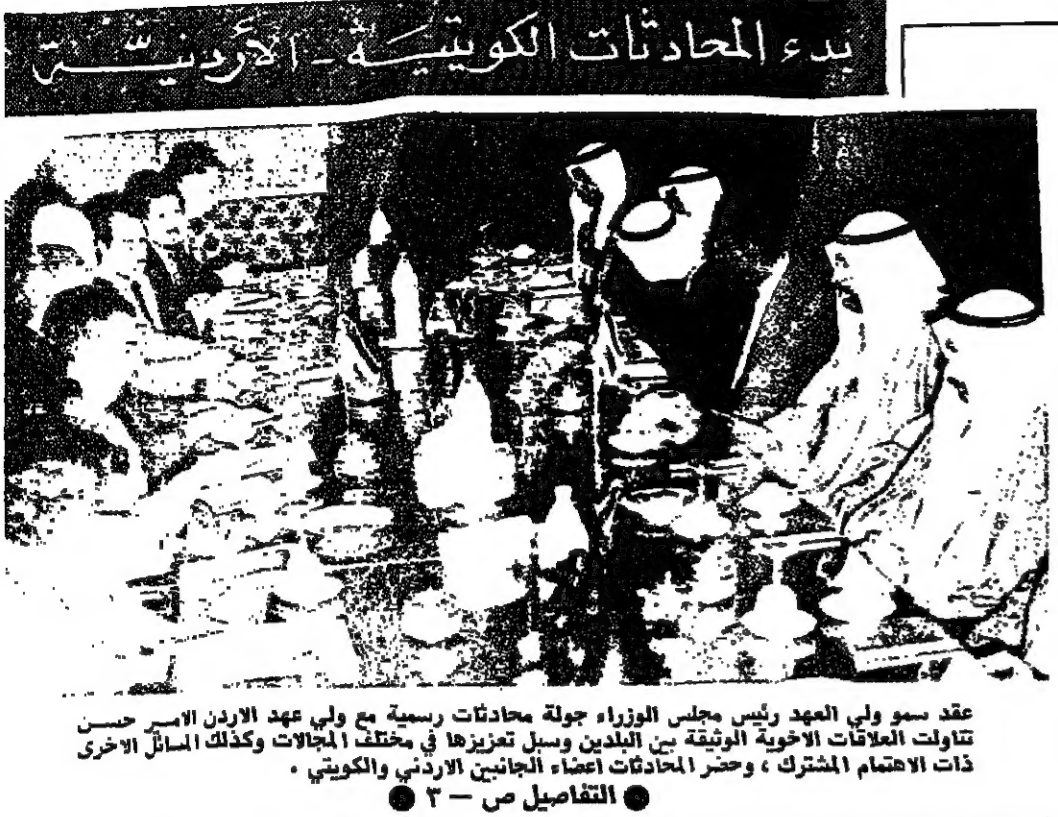 بدء المحادثات الكويتية - الأردنية
عقد سمو ولي العهد رئيس مجلس الوزراء جولة محادثات رسمية مع ولي عهد الاردن الامير حسن
تناولت العلاقات الاخوية الوثيقة بين البلدين وسبل تعزيزها في مختلف المجالات وكذلك المسائل الاخرى
ذات الاهتمام المشترك ، وحضر المحادثات اعضاء الجانبين الاردني والكويتي .
● التفاصيل ص — ٣ ●